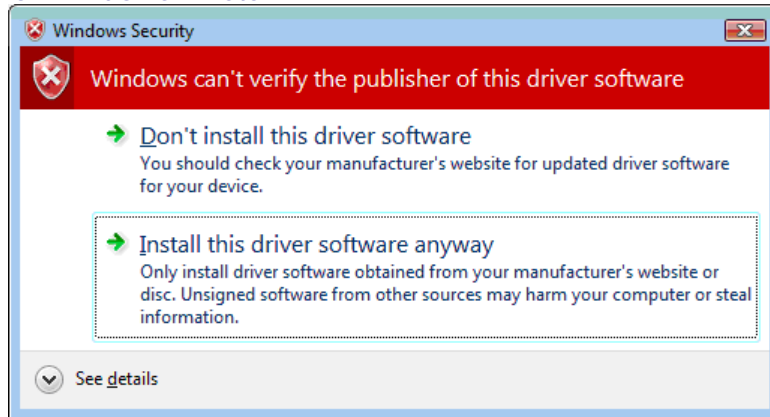 Windows Security
Windows can't verify the publisher of this driver software
Don't install this driver software
You should check your manufacturer's website for updated driver software
for your device.
Install this driver software anyway
Only install driver software obtained from your manufacturer's website or
disc. Unsigned software from other sources may harm your computer or steal
information.
See details